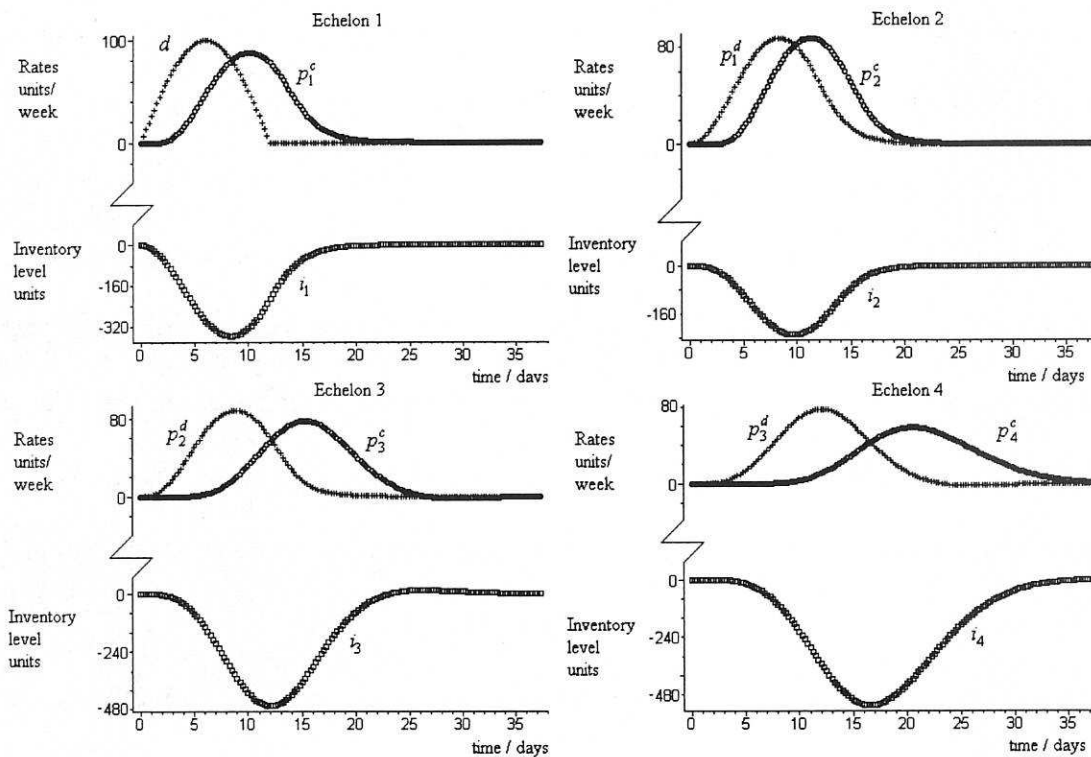 Echelon 1
Rates
units/
week
100
0
d
p₁ᶜ
Inventory
level
units
0
-160
-320
i₁
0 5 10 15 20 25 30 35
time / days
Echelon 2
Rates
units/
week
80
0
p₁ᵈ
p₂ᶜ
Inventory
level
units
0
-160
i₂
0 5 10 15 20 25 30 35
time / days
Echelon 3
Rates
units/
week
80
0
p₂ᵈ
p₃ᶜ
Inventory
level
units
0
-240
-480
i₃
0 5 10 15 20 25 30 35
time / days
Echelon 4
Rates
units/
week
80
0
p₃ᵈ
p₄ᶜ
Inventory
level
units
0
-240
-480
i₄
0 5 10 15 20 25 30 35
time / days